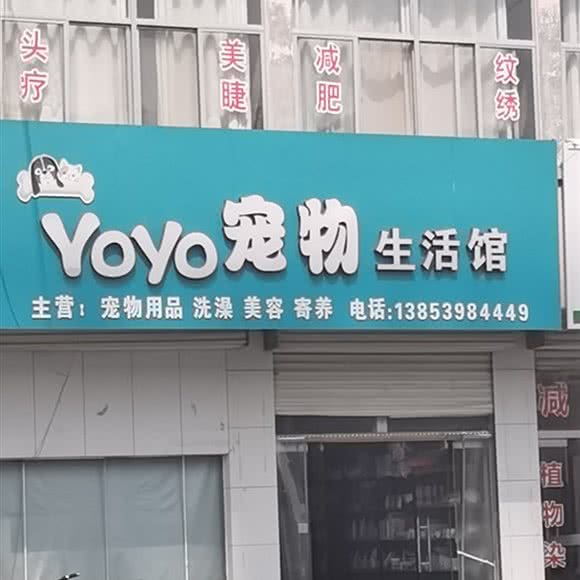 头疗
美睫
减肥
纹绣
YoYo宠物生活馆
主营：宠物用品 洗澡 美容 寄养 电话:13853984449
减
植物染